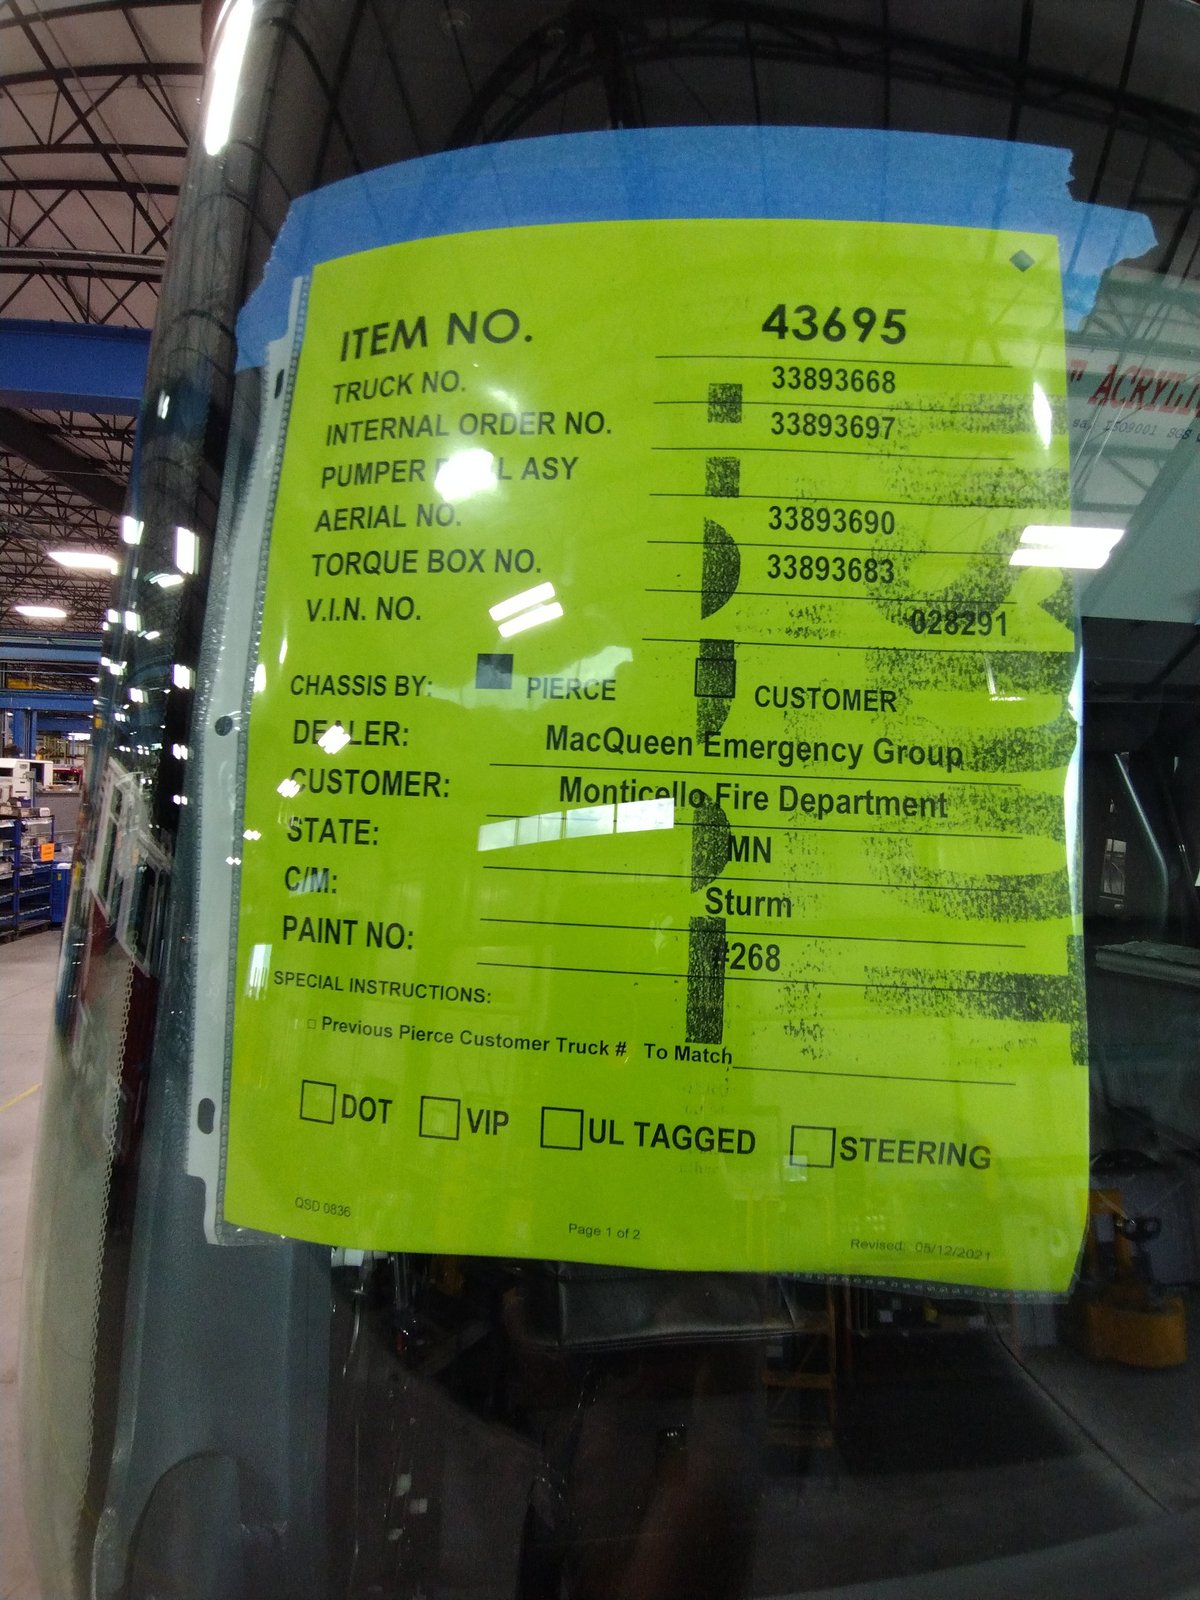 ITEM NO. 43695
TRUCK NO. 33893668
INTERNAL ORDER NO. 33893697
PUMPER ASY
AERIAL NO. 33893690
TORQUE BOX NO. 33893683
V.I.N. NO. 028291
CHASSIS BY: PIERCE CUSTOMER
DEALER: MacQueen Emergency Group
CUSTOMER: Monticello Fire Department
STATE: MN
C/M: Sturm
PAINT NO: #268
SPECIAL INSTRUCTIONS:
Previous Pierce Customer Truck # To Match
DOT VIP UL TAGGED STEERING
QSD 0836 Page 1 of 2 Revised: 05/12/2021